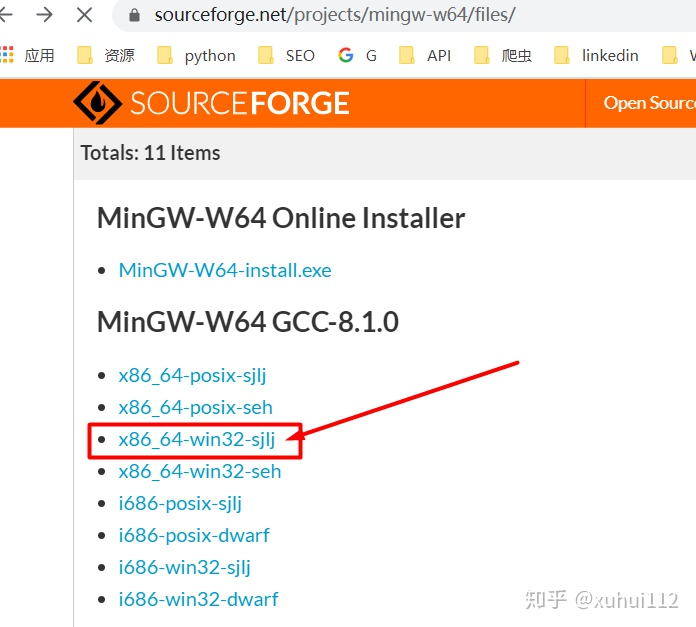 sourceforge.net/projects/mingw-w64/files/
应用 资源 python SEO G API 爬虫 linkedin
SOURCEFORGE Open Sourc
Totals: 11 Items
MinGW-W64 Online Installer
MinGW-W64-install.exe
MinGW-W64 GCC-8.1.0
x86_64-posix-sjlj
x86_64-posix-seh
x86_64-win32-sjlj
x86_64-win32-seh
i686-posix-sjlj
i686-posix-dwarf
i686-win32-sjlj
i686-win32-dwarf
知乎 @xuhui112